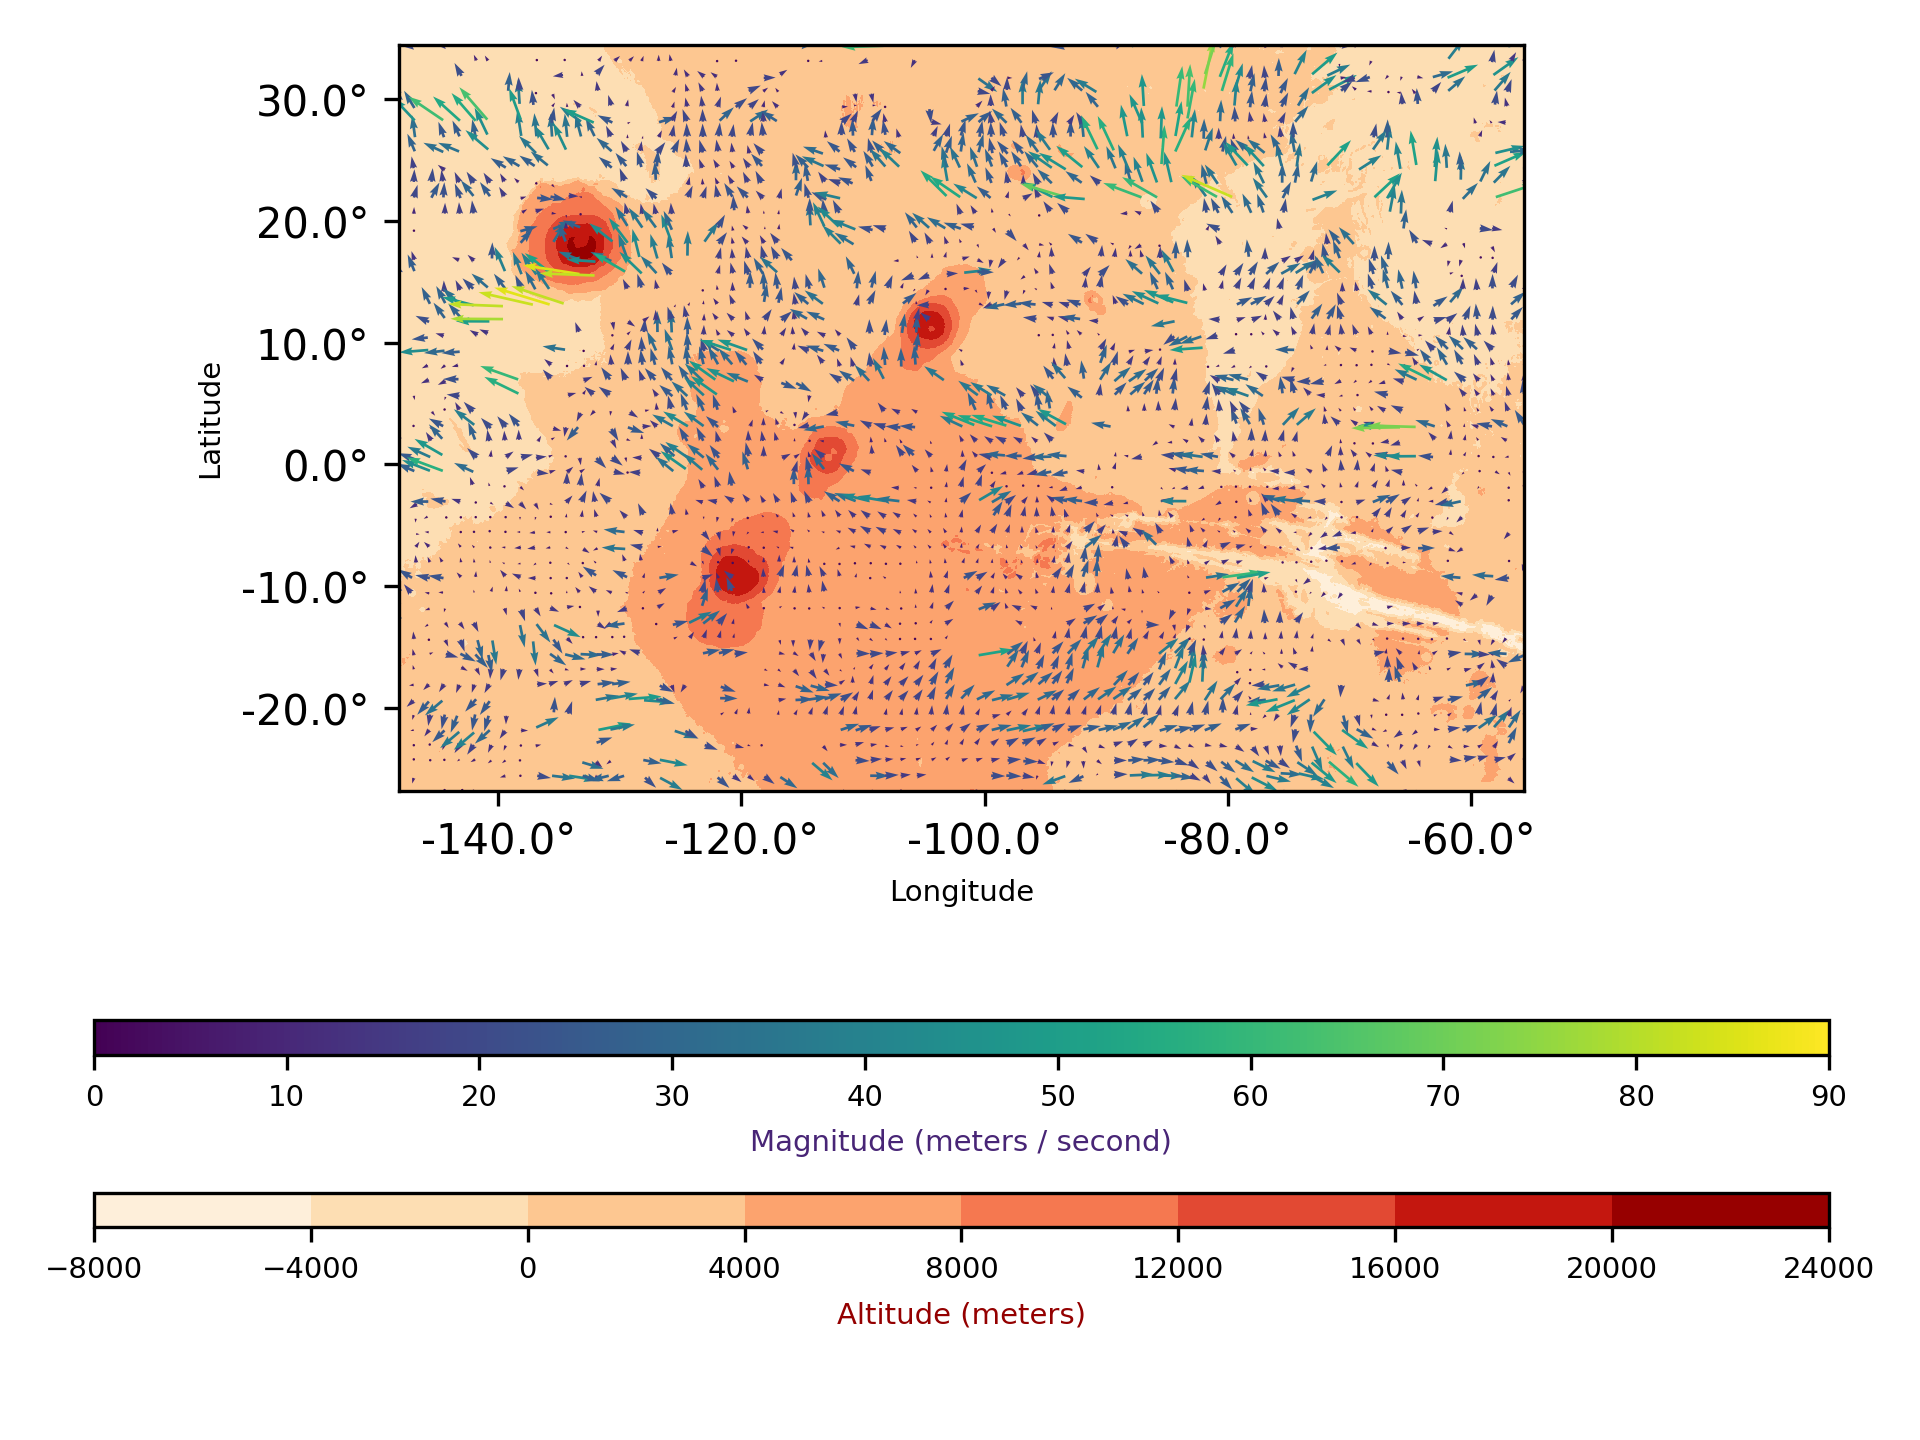 30.0°
20.0°
10.0°
0.0°
-10.0°
-20.0°
Latitude
-140.0° -120.0° -100.0° -80.0° -60.0°
Longitude
0 10 20 30 40 50 60 70 80 90
Magnitude (meters / second)
−8000 −4000 0 4000 8000 12000 16000 20000 24000
Altitude (meters)